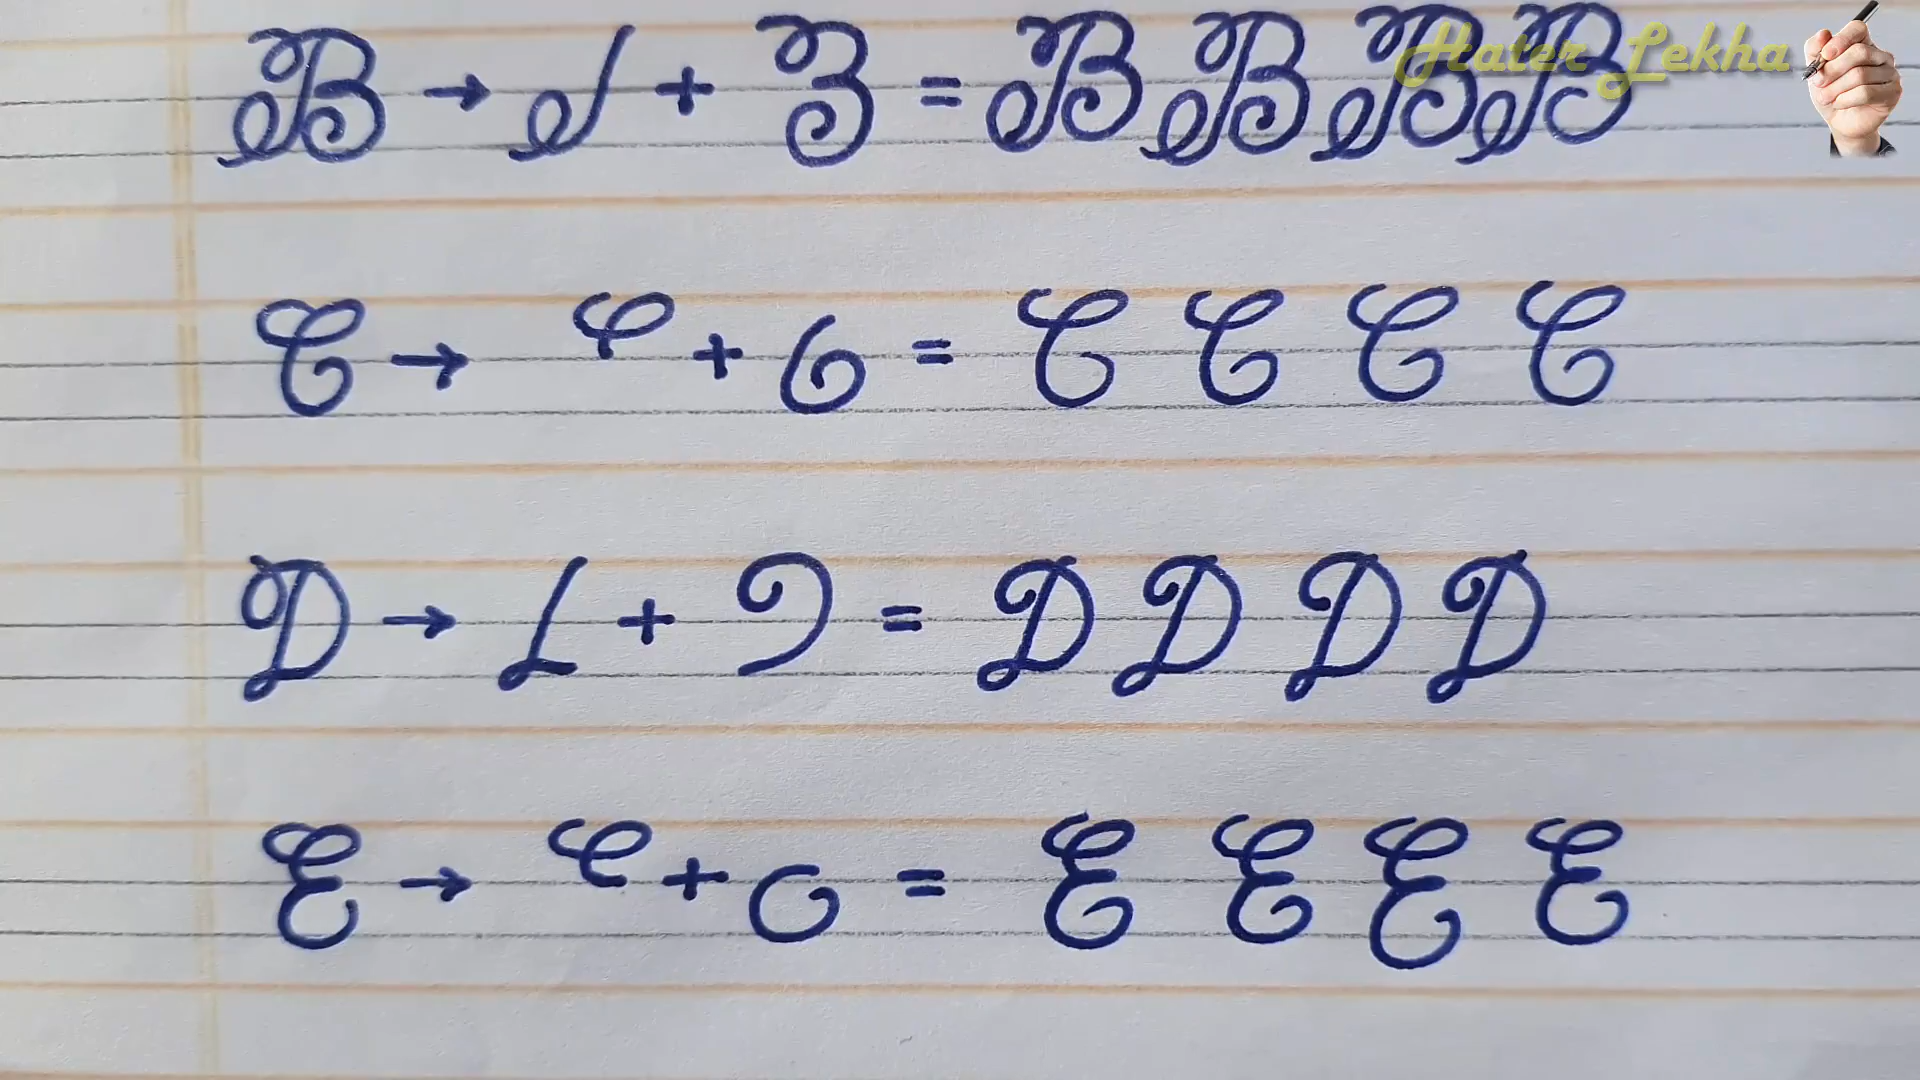 B → l + 3 = B B B B
Hater Lekha
C → + 6 = C C C C
D → L + = D D D D
E → + = E E E E